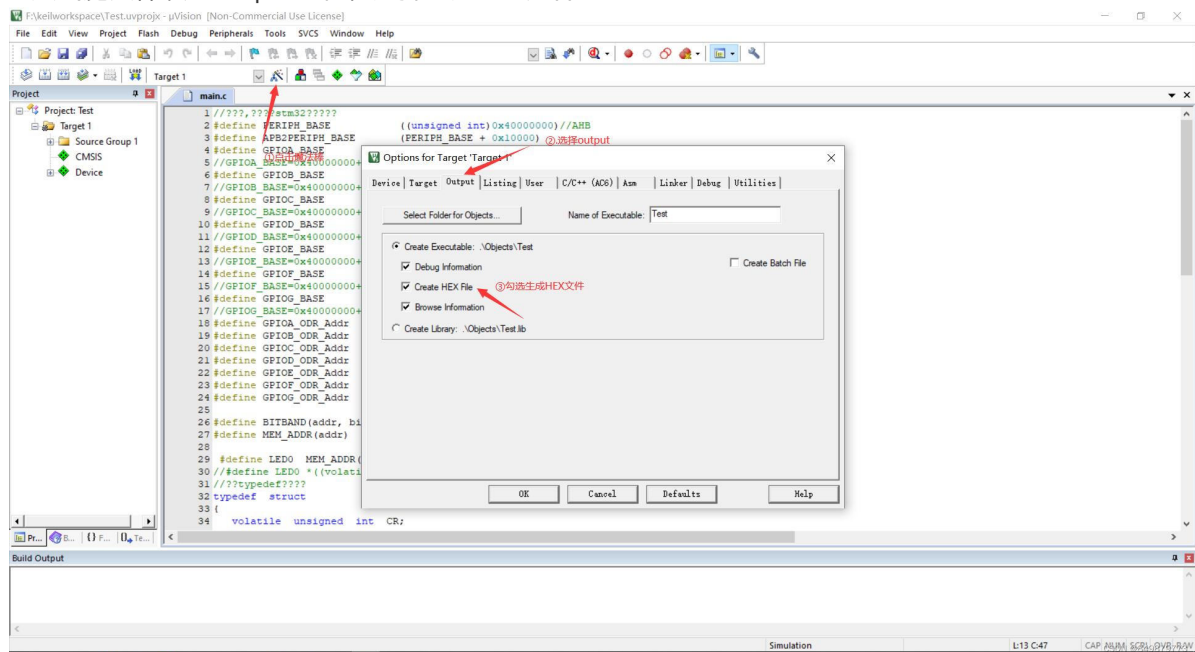 F:\keilworkspace\Test.uvprojx - µVision [Non-Commercial Use License]
File Edit View Project Flash Debug Peripherals Tools SVCS Window Help
Target 1
Project
main.c
Project: Test
Target 1
Source Group 1
CMSIS
Device
1 //???,????stm32?????
2 #define PERIPH_BASE ((unsigned int)0x40000000)//AHB
3 #define APB2PERIPH_BASE (PERIPH_BASE + 0x10000)
②.选择output
4 #define GPIOA_BASE
①点击魔法棒
5 //GPIOA_BASE=0x40000000+
6 #define GPIOB_BASE
7 //GPIOB_BASE=0x40000000+
8 #define GPIOC_BASE
9 //GPIOC_BASE=0x40000000+
10 #define GPIOD_BASE
11 //GPIOD_BASE=0x40000000+
12 #define GPIOE_BASE
13 //GPIOE_BASE=0x40000000+
14 #define GPIOF_BASE
15 //GPIOF_BASE=0x40000000+
16 #define GPIOG_BASE
17 //GPIOG_BASE=0x40000000+
18 #define GPIOA_ODR_Addr
19 #define GPIOB_ODR_Addr
20 #define GPIOC_ODR_Addr
21 #define GPIOD_ODR_Addr
22 #define GPIOE_ODR_Addr
23 #define GPIOF_ODR_Addr
24 #define GPIOG_ODR_Addr
25
26 #define BITBAND(addr, bi
27 #define MEM_ADDR(addr)
28
29 #define LED0 MEM_ADDR(
30 //#define LED0 *((volati
31 //??typedef????
32 typedef struct
33 {
34 volatile unsigned int CR;
Options for Target 'Target 1'
Device Target Output Listing User C/C++ (AC6) Asm Linker Debug Utilities
Select Folder for Objects... Name of Executable: Test
Create Executable: .\Objects\Test
Debug Information
Create Batch File
Create HEX File
③勾选生成HEX文件
Browse Information
Create Library: .\Objects\Test.lib
OK Cancel Defaults Help
Pr... B... {} F... Te...
Build Output
Simulation L:13 C:47 CAP NUM SCRL OVR R/W